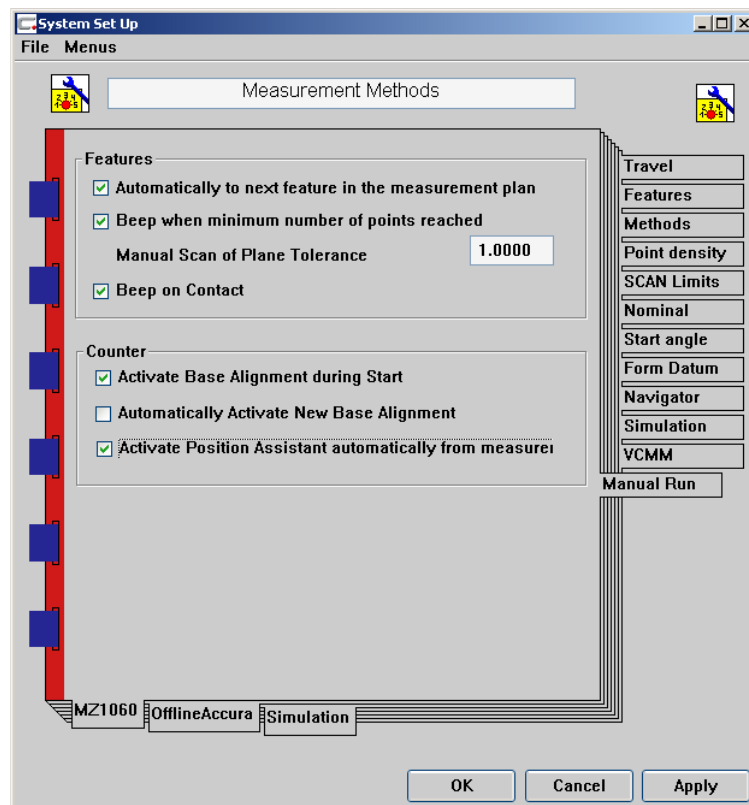 System Set Up
File Menus
Measurement Methods
Features
Automatically to next feature in the measurement plan
Beep when minimum number of points reached
Manual Scan of Plane Tolerance 1.0000
Beep on Contact
Counter
Activate Base Alignment during Start
Automatically Activate New Base Alignment
Activate Position Assistant automatically from measurer
Travel
Features
Methods
Point density
SCAN Limits
Nominal
Start angle
Form Datum
Navigator
Simulation
VCMM
Manual Run
MZ1060 OfflineAccura Simulation
OK Cancel Apply